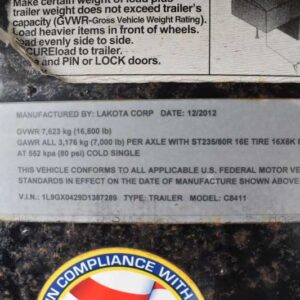 Make certain weight of load plus
trailer weight does not exceed trailer's
capacity (GVWR-Gross Vehicle Weight Rating).
Load heavier items in front of wheels.
Load evenly side to side.
load to trailer.
and PIN or LOCK doors.
MANUFACTURED BY: LAKOTA CORP DATE: 12/2012
GVWR 7,623 kg (16,800 lb)
GAWR ALL 3,176 kg (7,000 lb) PER AXLE WITH ST235/80R 16E TIRE 16X6K
AT 552 kpa (80 psi) COLD SINGLE
THIS VEHICLE CONFORMS TO ALL APPLICABLE U.S. FEDERAL MOTOR
STANDARDS IN EFFECT ON THE DATE OF MANUFACTURE SHOWN ABOVE.
V.I.N.: 1L9GX0429D1387289 TYPE: TRAILER MODEL: C8411
IN COMPLIANCE WITH